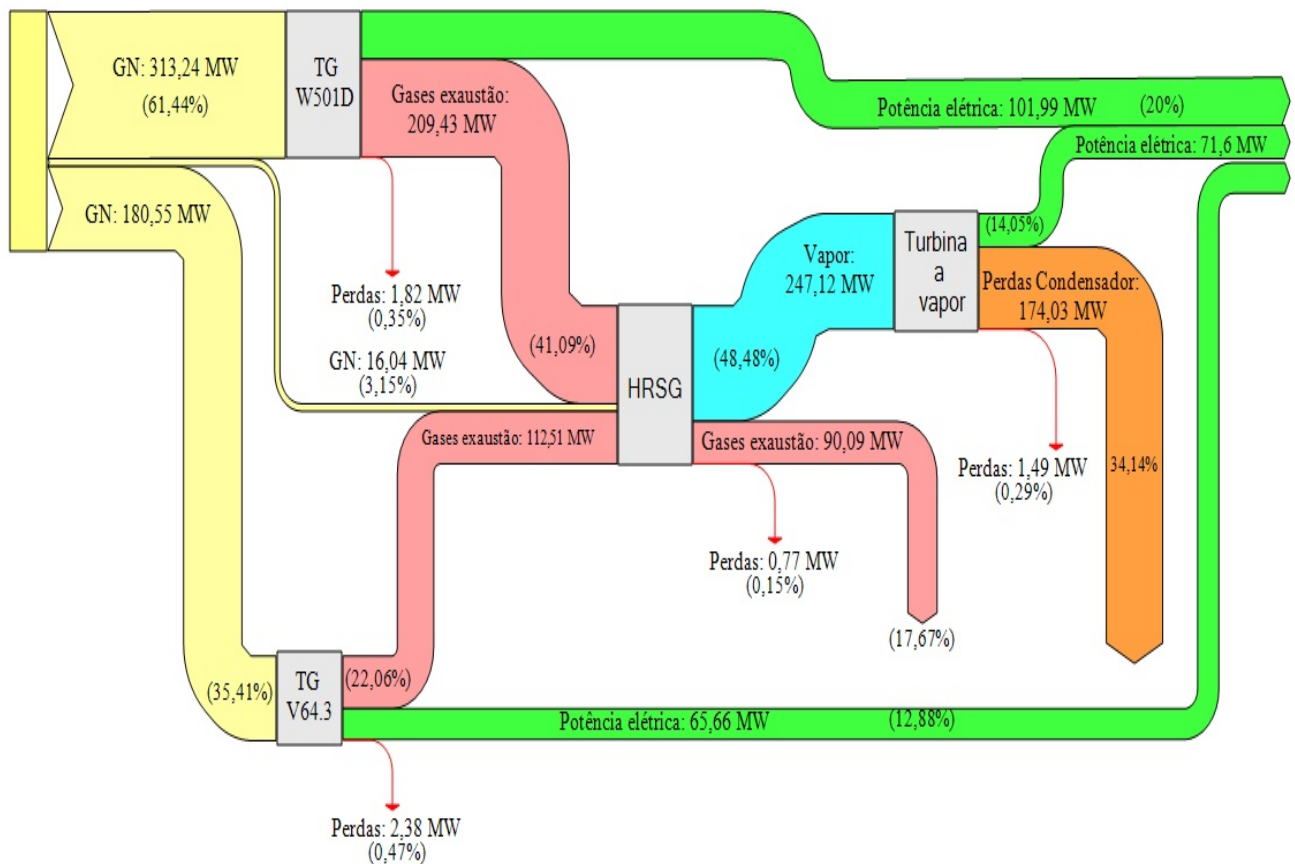 GN: 313,24 MW
(61,44%)
TG
W501D
Gases exaustão:
209,43 MW
Potência elétrica: 101,99 MW
(20%)
Potência elétrica: 71,6 MW
GN: 180,55 MW
Perdas: 1,82 MW
(0,35%)
Vapor:
247,12 MW
Turbina
a
vapor
(14,05%)
Perdas Condensador:
174,03 MW
(41,09%)
GN: 16,04 MW
(3,15%)
HRSG
(48,48%)
Gases exaustão: 112,51 MW
Gases exaustão: 90,09 MW
Perdas: 1,49 MW
(0,29%)
34,14%
Perdas: 0,77 MW
(0,15%)
(17,67%)
(35,41%)
TG
V64.3
(22,06%)
Potência elétrica: 65,66 MW
(12,88%)
Perdas: 2,38 MW
(0,47%)